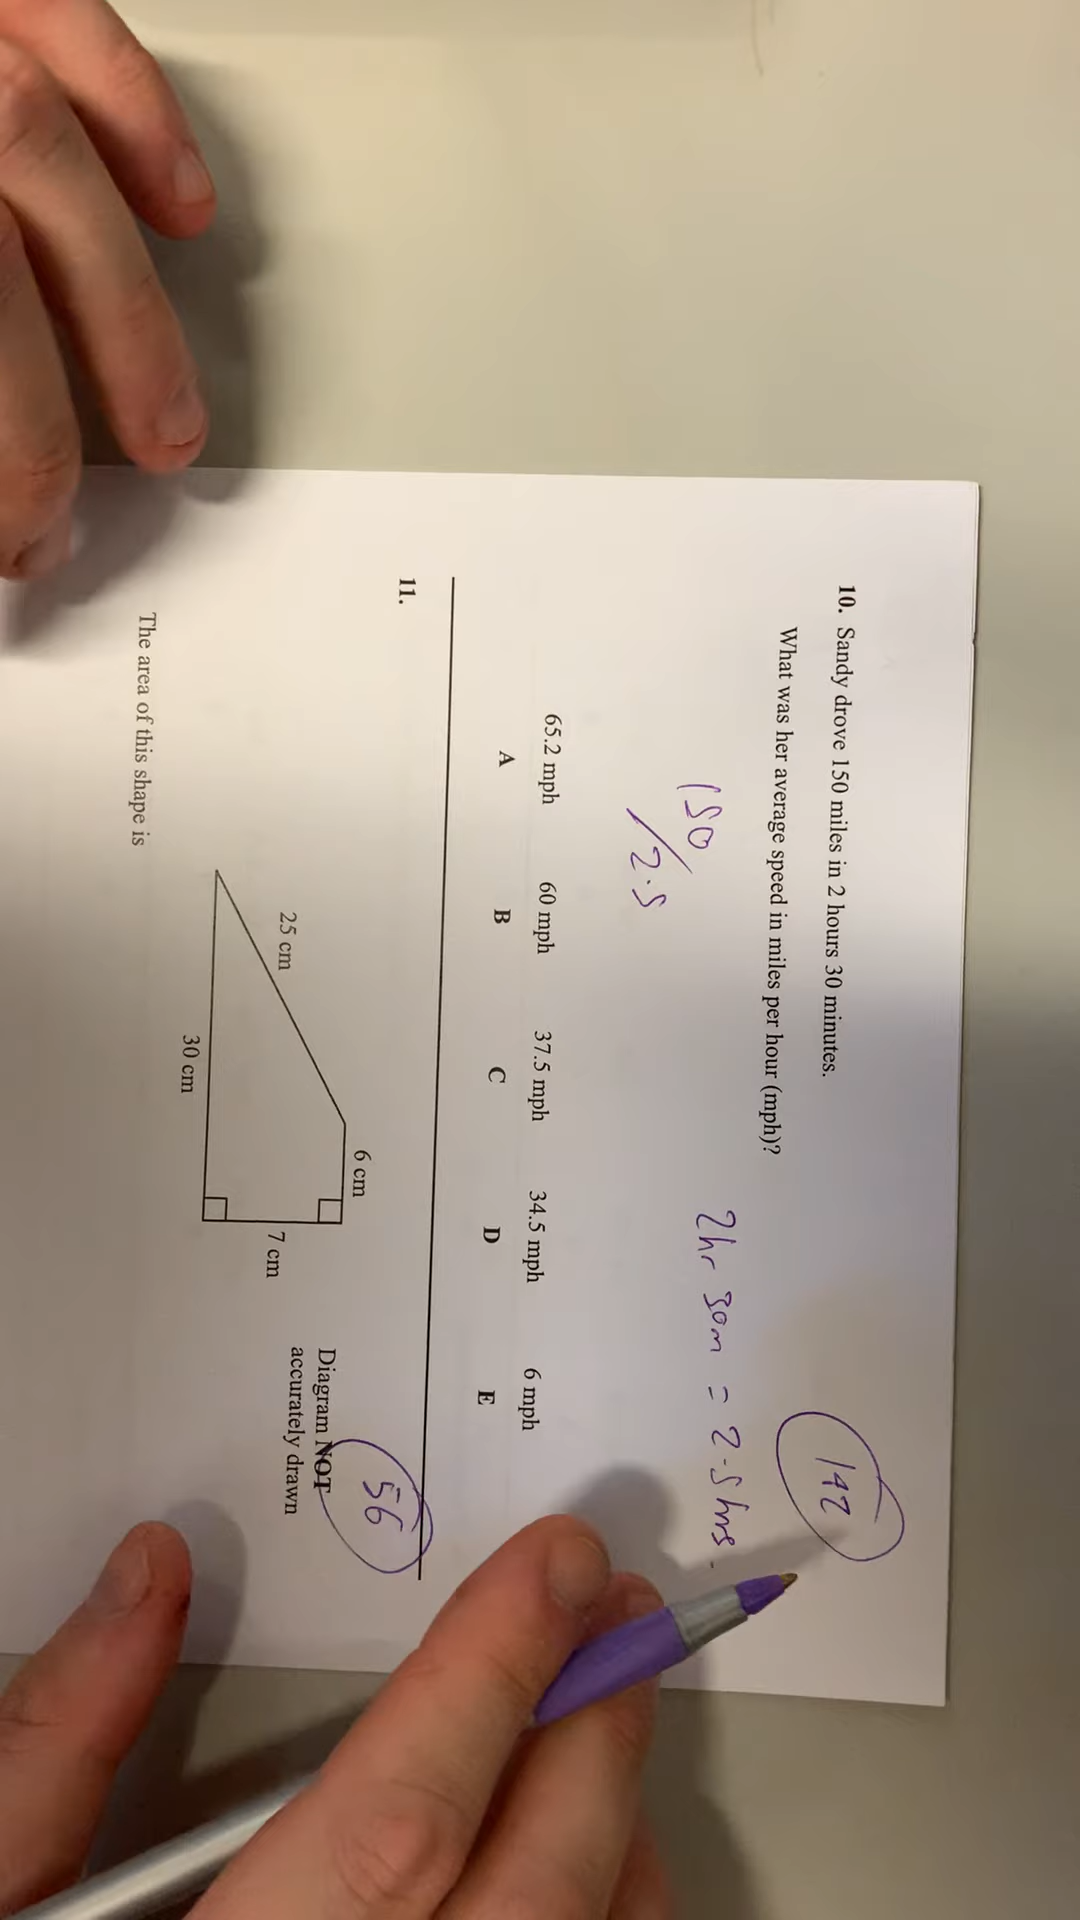 10. Sandy drove 150 miles in 2 hours 30 minutes.
142
What was her average speed in miles per hour (mph)?
2hr 30m = 2.5 hrs.
150
/2.5
65.2 mph 60 mph 37.5 mph 34.5 mph 6 mph
A B C D E
11.
56
6 cm
Diagram NOT
accurately drawn
25 cm
7 cm
30 cm
The area of this shape is